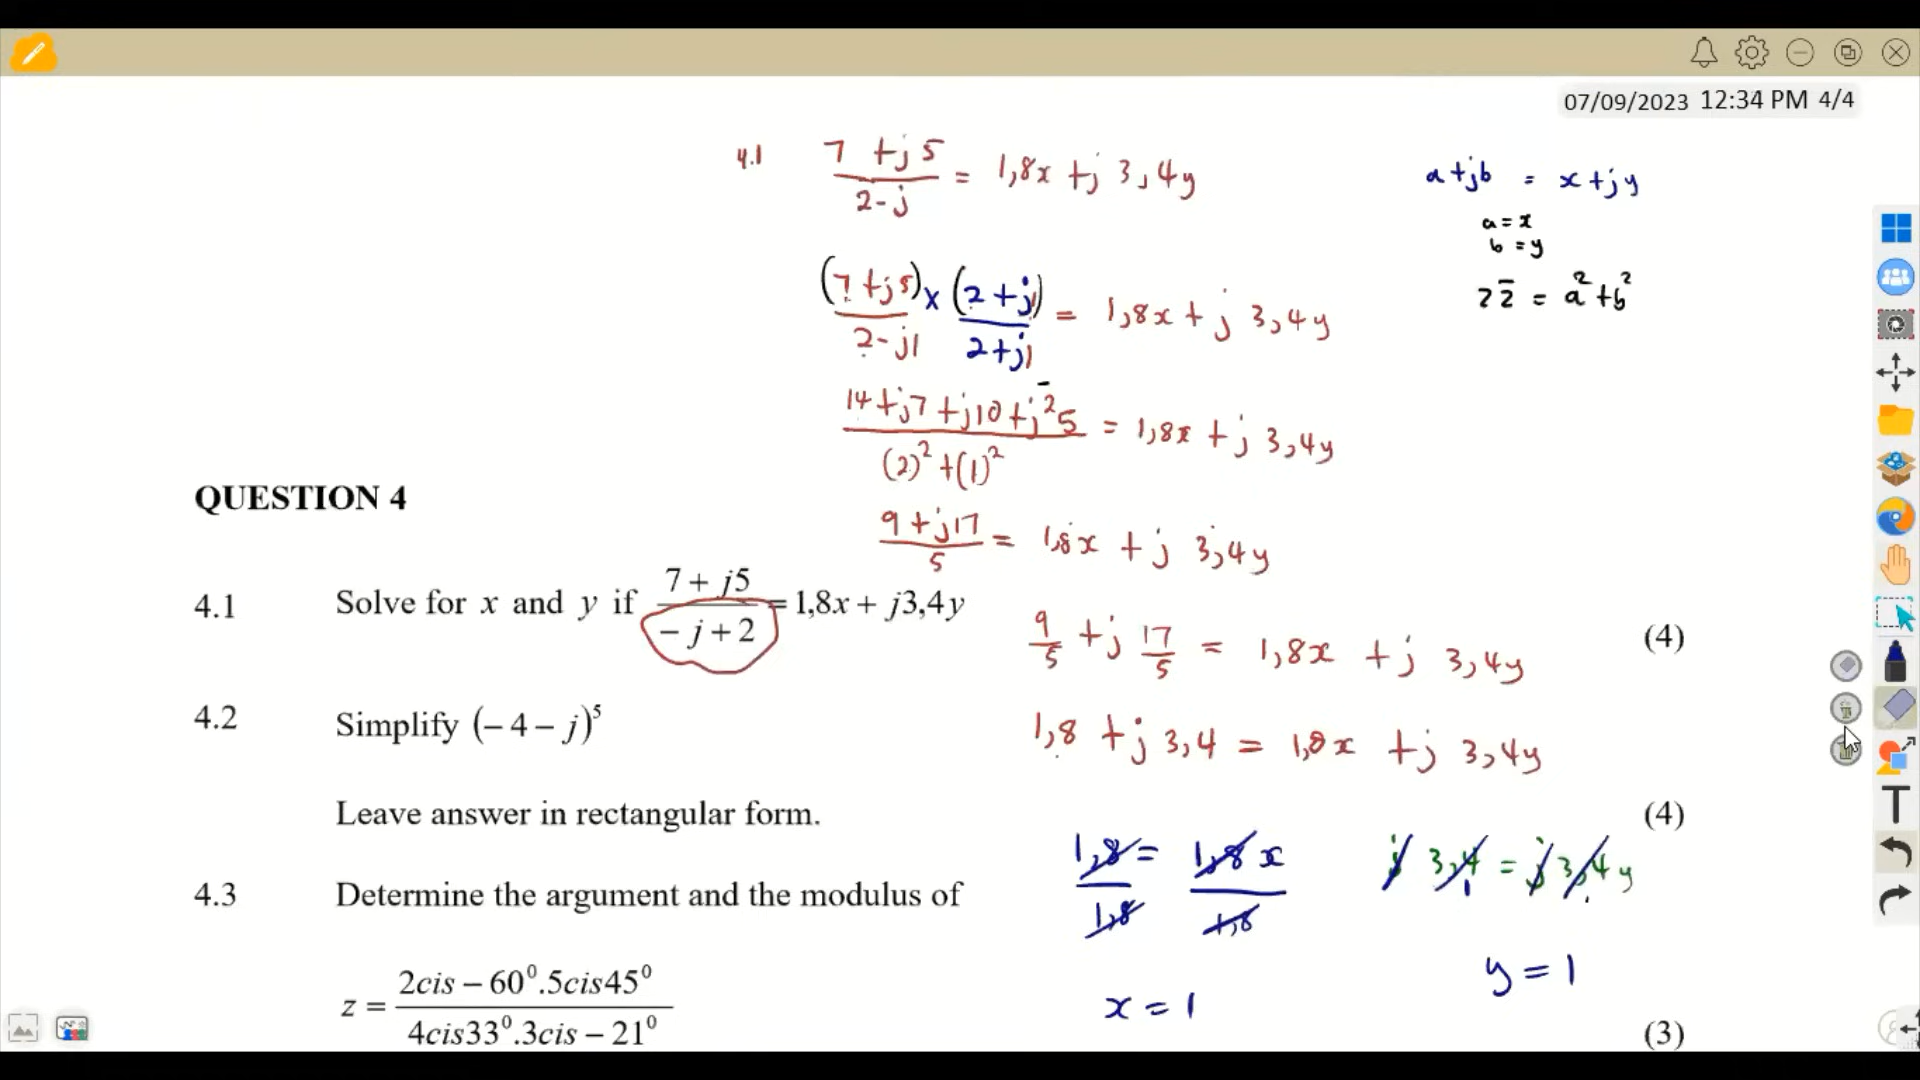 07/09/2023 12:34 PM 4/4
4.1 7 + j5 / 2 - j = 1,8x + j 3,4y
a + jb = x + jy
a = x
b = y
z z̄ = a² + b²
(7 + j5) / 2 - j1 x (2 + j1) / 2 + j1 = 1,8x + j 3,4y
14 + j7 + j10 + j²5 / (2)² + (1)² = 1,8x + j 3,4y
9 + j17 / 5 = 1,8x + j 3,4y
QUESTION 4
4.1 Solve for x and y if 7 + j5 / - j + 2 = 1,8x + j3,4y (4)
9/5 + j 17/5 = 1,8x + j 3,4y
4.2 Simplify (- 4 - j)⁵
1,8 + j 3,4 = 1,8x + j 3,4y
Leave answer in rectangular form. (4)
1,8 / 1,8 = 1,8x / 1,8
j 3,4 = j 3,4y
4.3 Determine the argument and the modulus of
z = 2cis - 60⁰.5cis45⁰ / 4cis33⁰.3cis - 21⁰ (3)
x = 1
y = 1
T